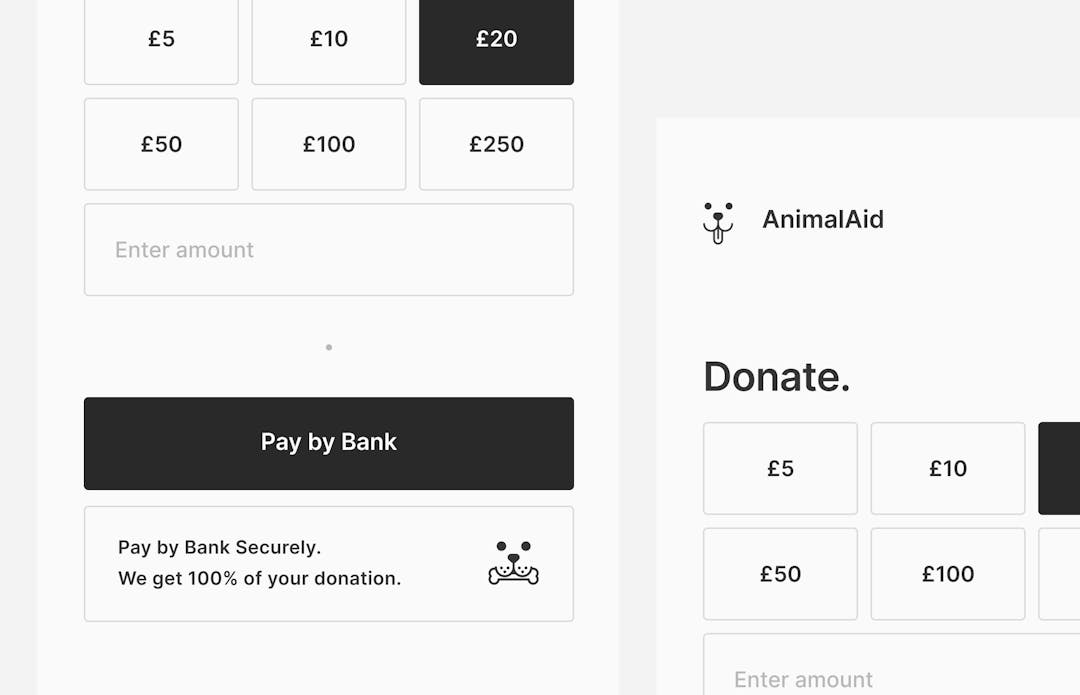 £5
£10
£20
£50
£100
£250
Enter amount
Pay by Bank
Pay by Bank Securely.
We get 100% of your donation.
AnimalAid
Donate.
£5
£10
£50
£100
Enter amount